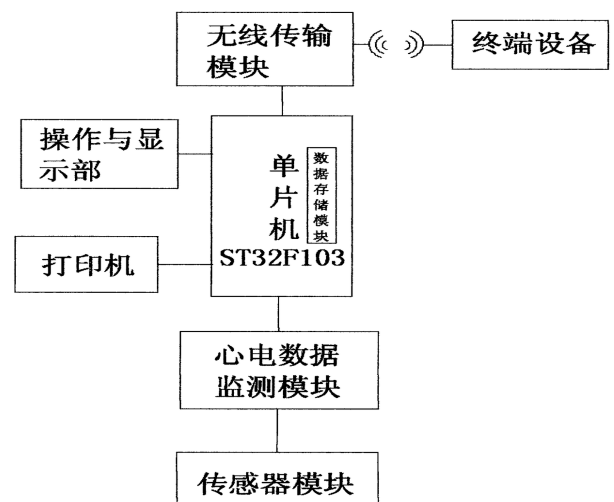 无线传输
模块
终端设备
操作与显
示部
单
片
机
数
据
存
储
模
块
ST32F103
打印机
心电数据
监测模块
传感器模块